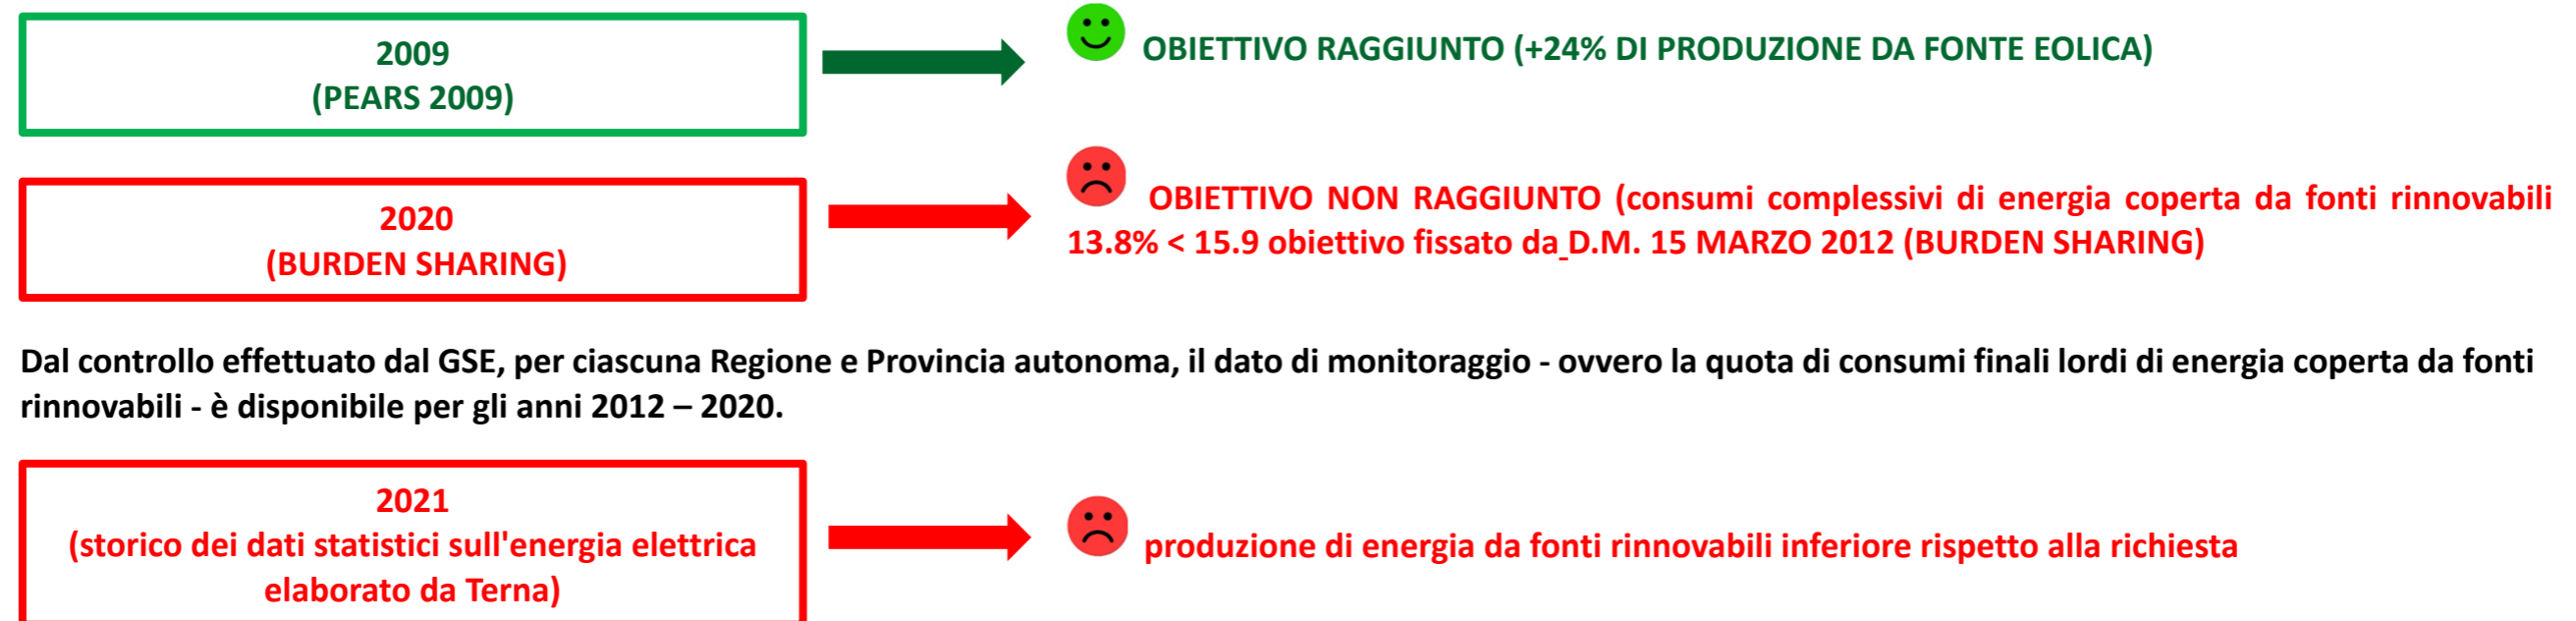 2009
(PEARS 2009)
OBIETTIVO RAGGIUNTO (+24% DI PRODUZIONE DA FONTE EOLICA)
2020
(BURDEN SHARING)
OBIETTIVO NON RAGGIUNTO (consumi complessivi di energia coperta da fonti rinnovabili
13.8% < 15.9 obiettivo fissato da D.M. 15 MARZO 2012 (BURDEN SHARING)
Dal controllo effettuato dal GSE, per ciascuna Regione e Provincia autonoma, il dato di monitoraggio - ovvero la quota di consumi finali lordi di energia coperta da fonti
rinnovabili - è disponibile per gli anni 2012 – 2020.
2021
(storico dei dati statistici sull'energia elettrica
elaborato da Terna)
produzione di energia da fonti rinnovabili inferiore rispetto alla richiesta